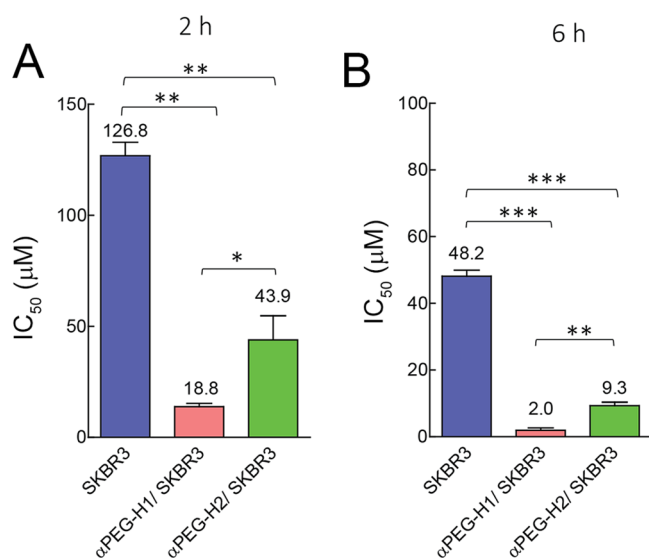 2 h
6 h
A
**
**
150
126.8
100
IC50 (μM)
*
50
43.9
18.8
0
SKBR3
αPEG-H1/ SKBR3
αPEG-H2/ SKBR3
B
100
80
***
***
60
48.2
IC50 (μM)
40
**
20
9.3
2.0
0
SKBR3
αPEG-H1/ SKBR3
αPEG-H2/ SKBR3